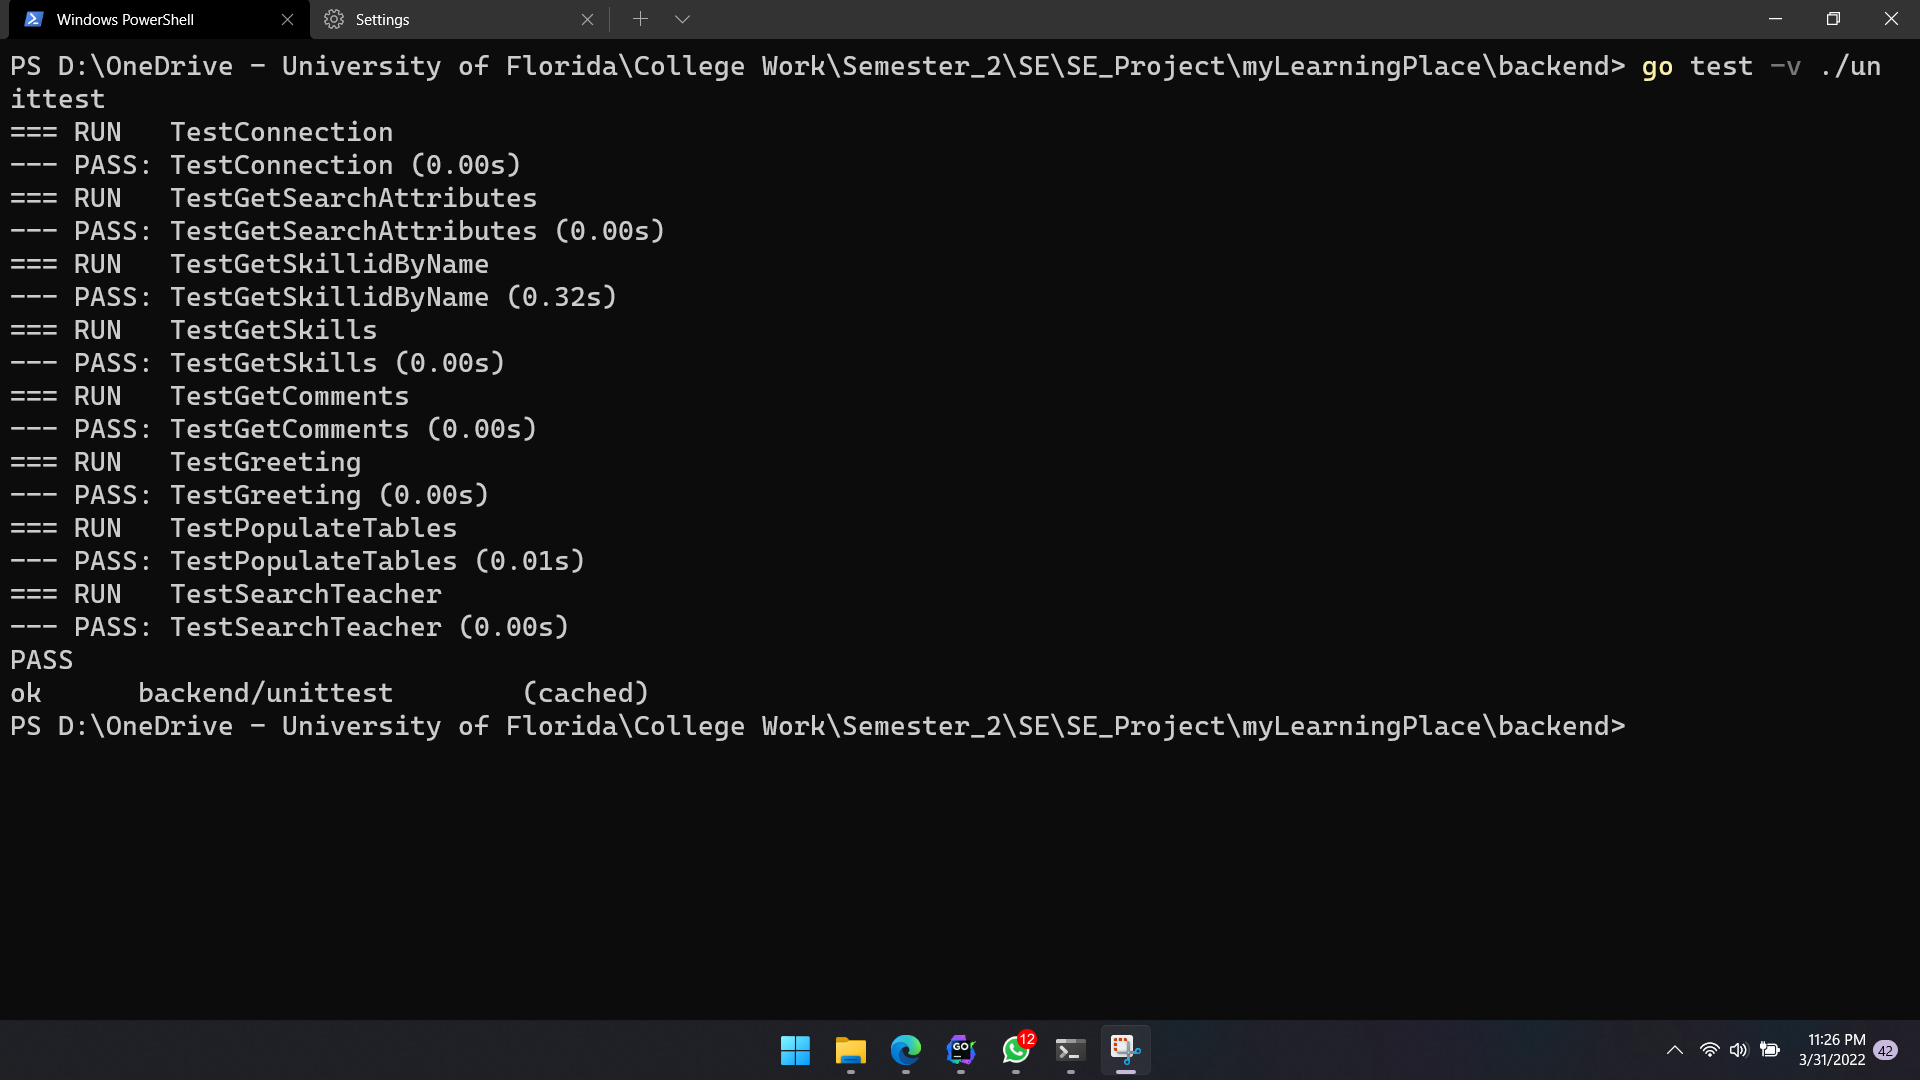 Windows PowerShell
Settings
PS D:\OneDrive - University of Florida\College Work\Semester_2\SE\SE_Project\myLearningPlace\backend> go test -v ./un
ittest
=== RUN   TestConnection
--- PASS: TestConnection (0.00s)
=== RUN   TestGetSearchAttributes
--- PASS: TestGetSearchAttributes (0.00s)
=== RUN   TestGetSkillidByName
--- PASS: TestGetSkillidByName (0.32s)
=== RUN   TestGetSkills
--- PASS: TestGetSkills (0.00s)
=== RUN   TestGetComments
--- PASS: TestGetComments (0.00s)
=== RUN   TestGreeting
--- PASS: TestGreeting (0.00s)
=== RUN   TestPopulateTables
--- PASS: TestPopulateTables (0.01s)
=== RUN   TestSearchTeacher
--- PASS: TestSearchTeacher (0.00s)
PASS
ok      backend/unittest        (cached)
PS D:\OneDrive - University of Florida\College Work\Semester_2\SE\SE_Project\myLearningPlace\backend>
GO
12
11:26 PM
3/31/2022
42